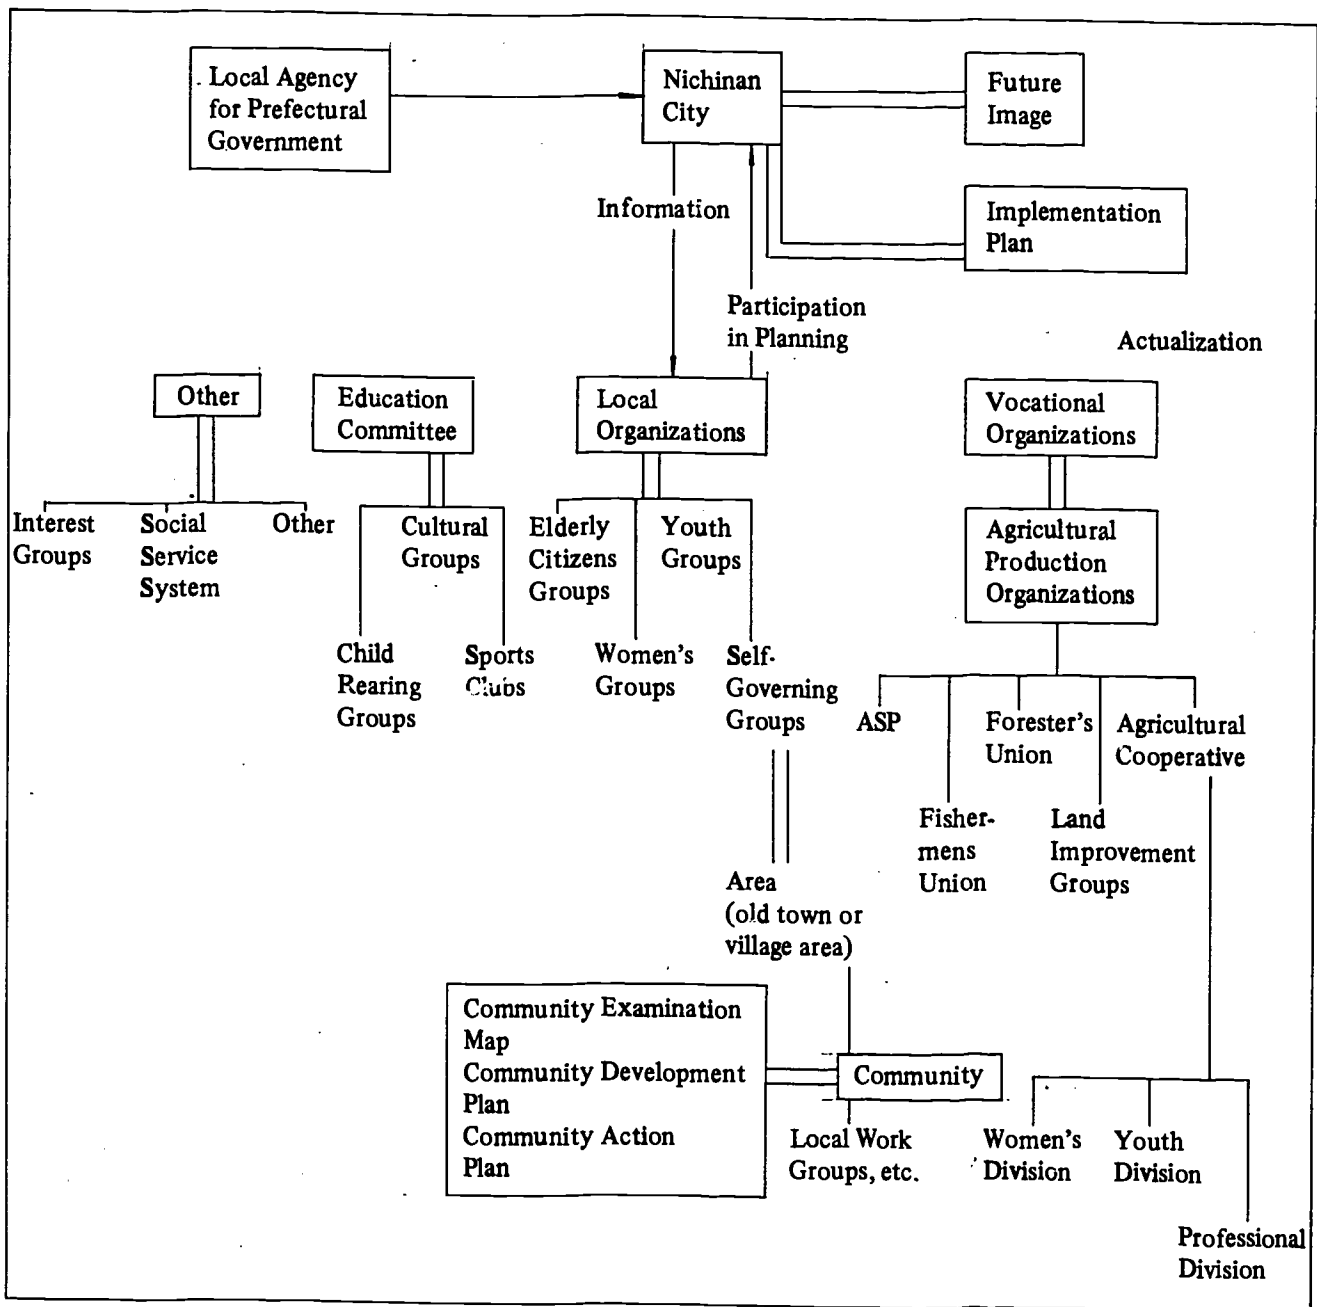 Local Agency
for Prefectural
Government
Nichinan
City
Future
Image
Information
Implementation
Plan
Participation
in Planning
Actualization
Other
Education
Committee
Local
Organizations
Vocational
Organizations
Interest
Groups
Social
Service
System
Other
Cultural
Groups
Elderly
Citizens
Groups
Youth
Groups
Agricultural
Production
Organizations
Child
Rearing
Groups
Sports
Clubs
Women's
Groups
Self-
Governing
Groups
ASP
Forester's
Union
Agricultural
Cooperative
Fisher-
mens
Union
Land
Improvement
Groups
Area
(old town or
village area)
Community Examination
Map
Community Development
Plan
Community Action
Plan
Community
Local Work
Groups, etc.
Women's
Division
Youth
Division
Professional
Division